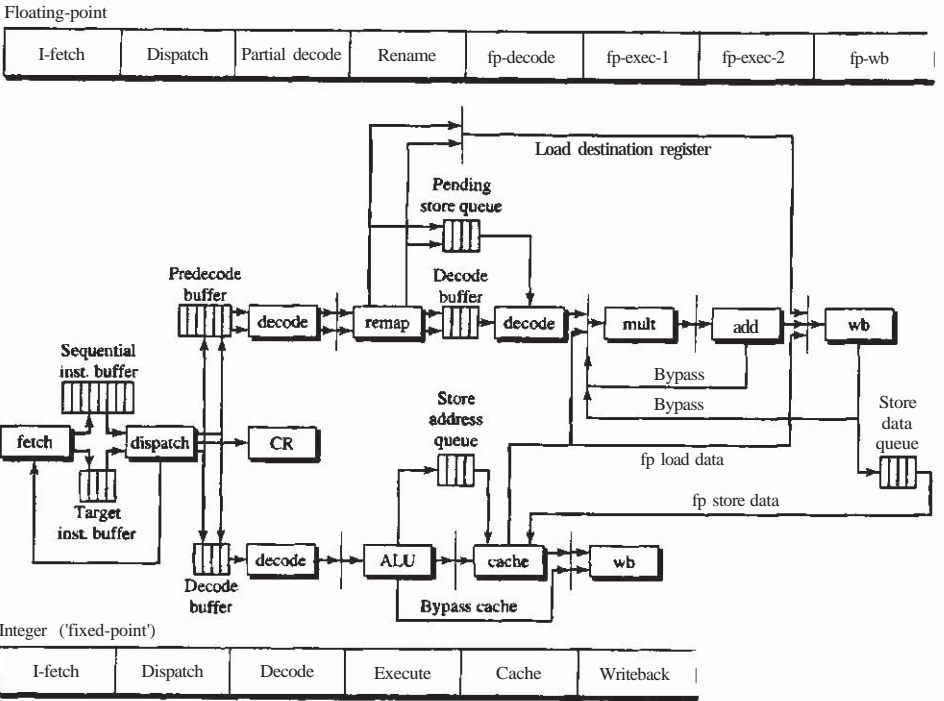 Floating-point
I-fetch Dispatch Partial decode Rename fp-decode fp-exec-1 fp-exec-2 fp-wb
Load destination register
Pending
store queue
Predecode
buffer
Decode
buffer
decode
remap
decode
mult
add
wb
Sequential
inst. buffer
Bypass
Bypass
Store
address
queue
Store
data
queue
fetch
dispatch
CR
fp load data
Target
inst. buffer
fp store data
decode
ALU
cache
wb
Decode
buffer
Bypass cache
Integer ('fixed-point')
I-fetch Dispatch Decode Execute Cache Writeback